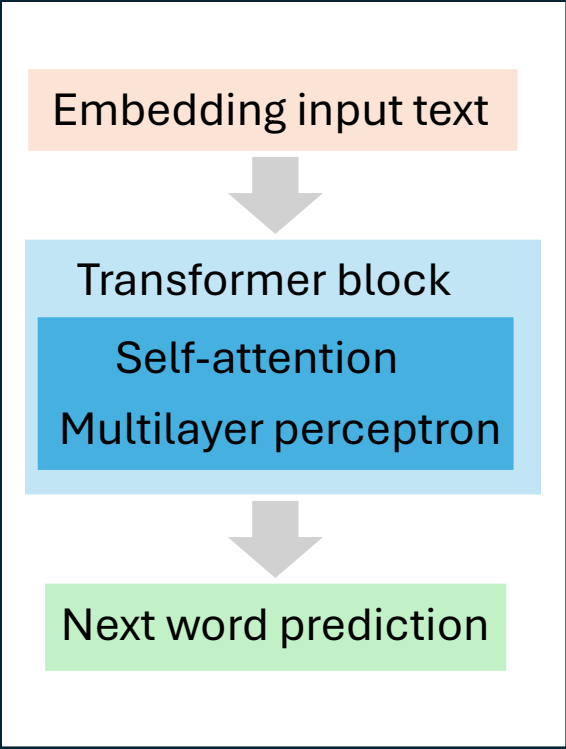 Embedding input text
Transformer block
Self-attention
Multilayer perceptron
Next word prediction